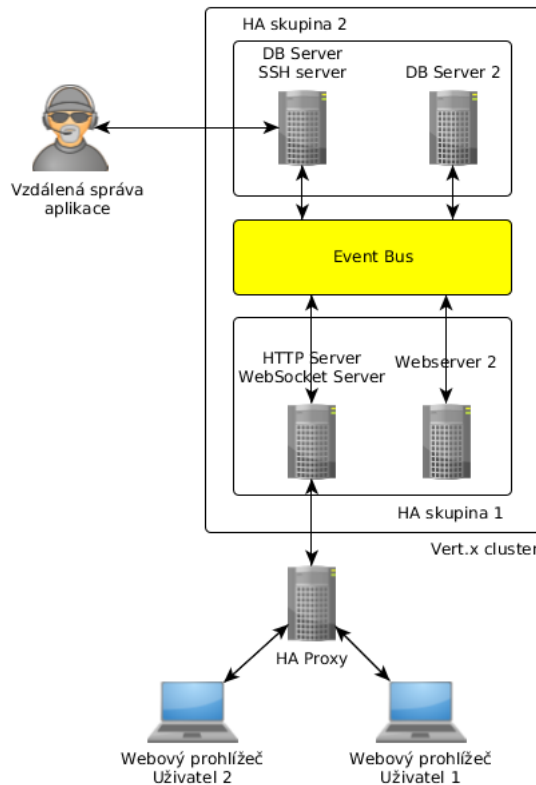 HA skupina 2
DB Server
SSH server
DB Server 2
Vzdálená správa
aplikace
Event Bus
HTTP Server
WebSocket Server
Webserver 2
HA skupina 1
Vert.x cluster
HA Proxy
Webový prohlížeč
Uživatel 2
Webový prohlížeč
Uživatel 1